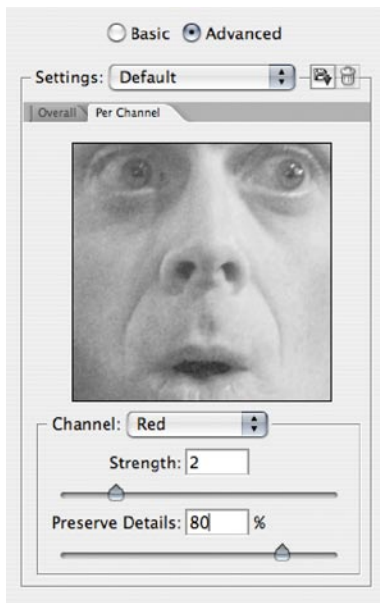 Basic Advanced
Settings: Default
Overall Per Channel
Channel: Red
Strength: 2
Preserve Details: 80 %